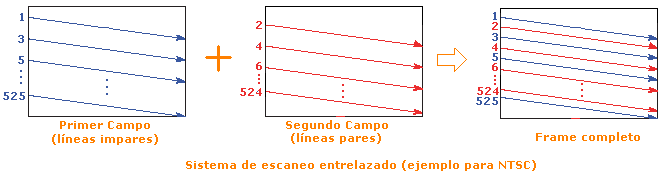 1
3
5
525
Primer Campo
(líneas impares)
+
2
4
6
524
Segundo Campo
(líneas pares)
1
2
3
4
5
6
524
525
Frame completo
Sistema de escaneo entrelazado (ejemplo para NTSC)